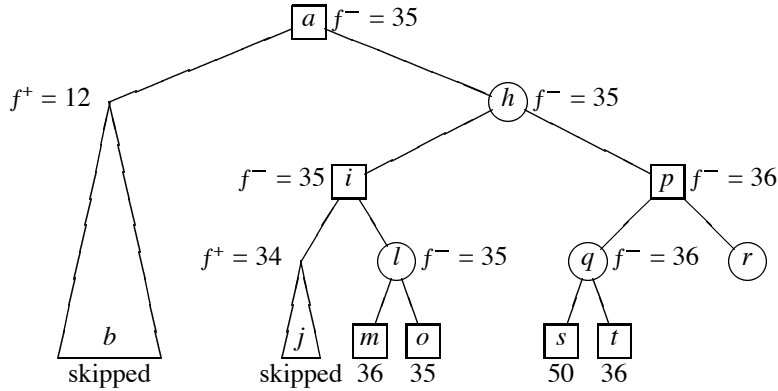 a f⁻ = 35
f⁺ = 12 h f⁻ = 35
f⁻ = 35 i p f⁻ = 36
f⁺ = 34 l f⁻ = 35 q f⁻ = 36 r
b j m o s t
skipped skipped 36 35 50 36